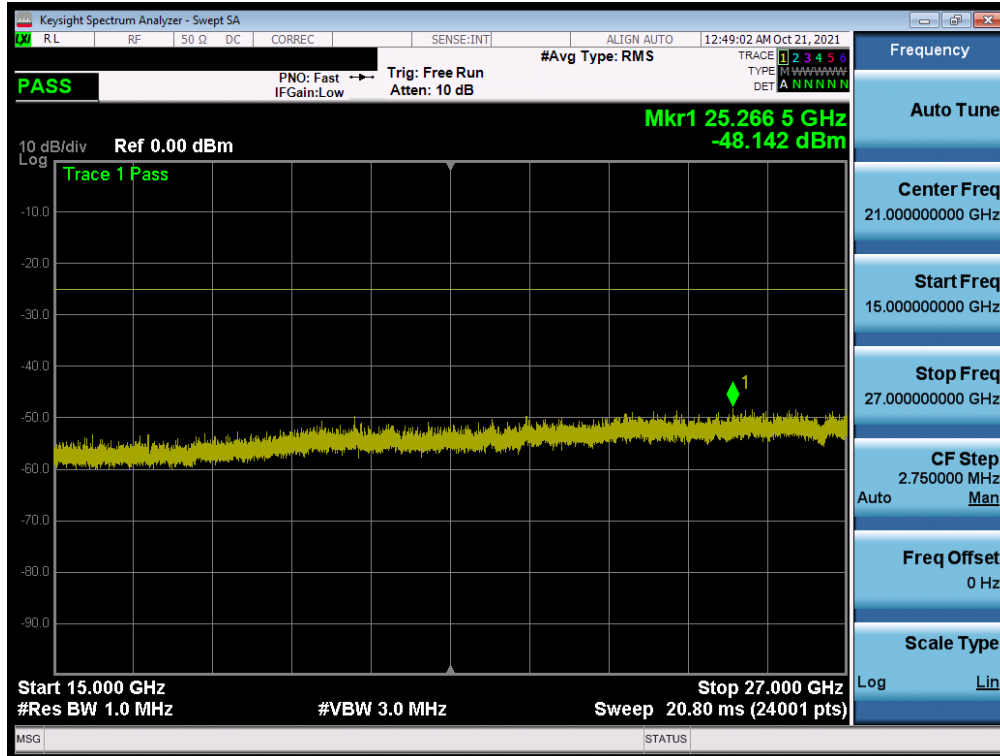 Keysight Spectrum Analyzer - Swept SA
LXI RL RF 50 Ω DC CORREC SENSE:INT ALIGN AUTO 12:49:02 AM Oct 21, 2021
Frequency
PASS
PNO: Fast
IFGain:Low
Trig: Free Run
Atten: 10 dB
#Avg Type: RMS
TRACE 1 2 3 4 5 6
TYPE M WWWWW
DET A N N N N N
Auto Tune
Mkr1 25.266 5 GHz
-48.142 dBm
10 dB/div Ref 0.00 dBm
Log
Trace 1 Pass
1
-10.0
-20.0
-30.0
-40.0
-50.0
-60.0
-70.0
-80.0
-90.0
Center Freq
21.000000000 GHz
Start Freq
15.000000000 GHz
Stop Freq
27.000000000 GHz
CF Step
2.750000 MHz
Auto Man
Freq Offset
0 Hz
Scale Type
Log Lin
Start 15.000 GHz Stop 27.000 GHz
#Res BW 1.0 MHz #VBW 3.0 MHz Sweep 20.80 ms (24001 pts)
MSG STATUS